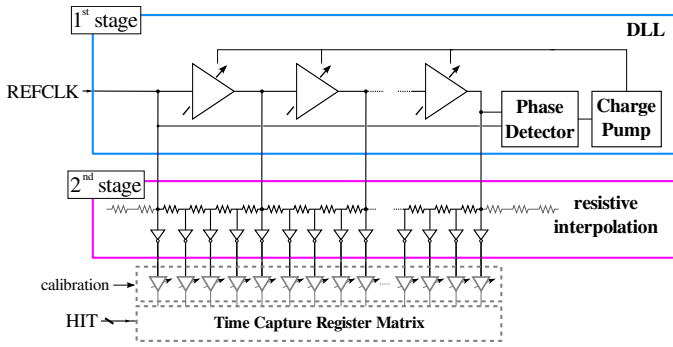 1st stage
DLL
REFCLK
Phase Detector
Charge Pump
2nd stage
resistive interpolation
calibration
HIT
Time Capture Register Matrix